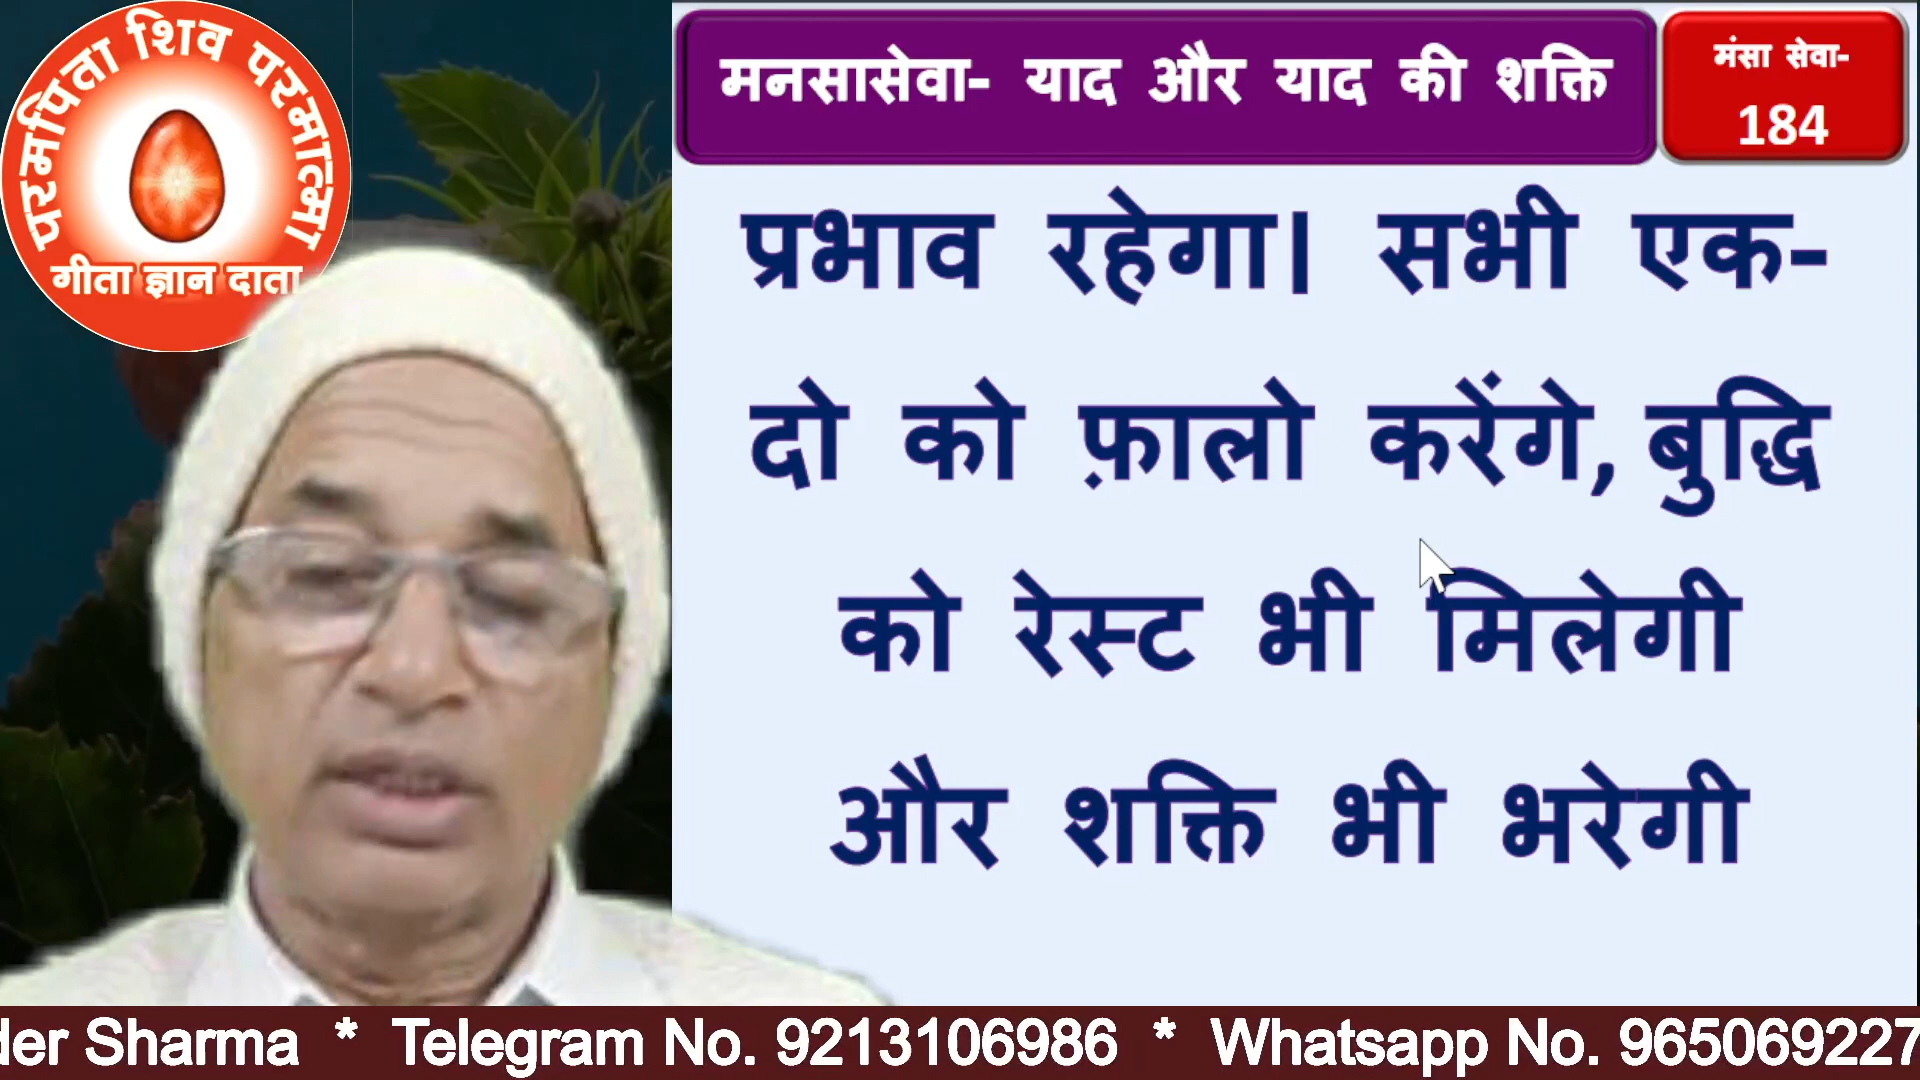 परमपिता शिव परमात्मा
गीता ज्ञान दाता
मनसासेवा- याद और याद की शक्ति
मंसा सेवा-
184
प्रभाव रहेगा। सभी एक-
दो को फ़ालो करेंगे, बुद्धि
को रेस्ट भी मिलेगी
और शक्ति भी भरेगी
der Sharma * Telegram No. 9213106986 * Whatsapp No. 965069227